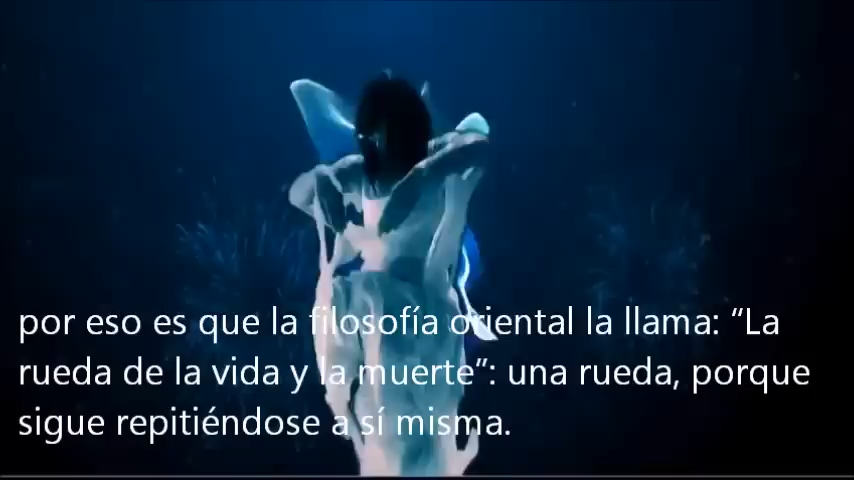 por eso es que la filosofía oriental la llama: “La
rueda de la vida y la muerte”: una rueda, porque
sigue repitiéndose a sí misma.